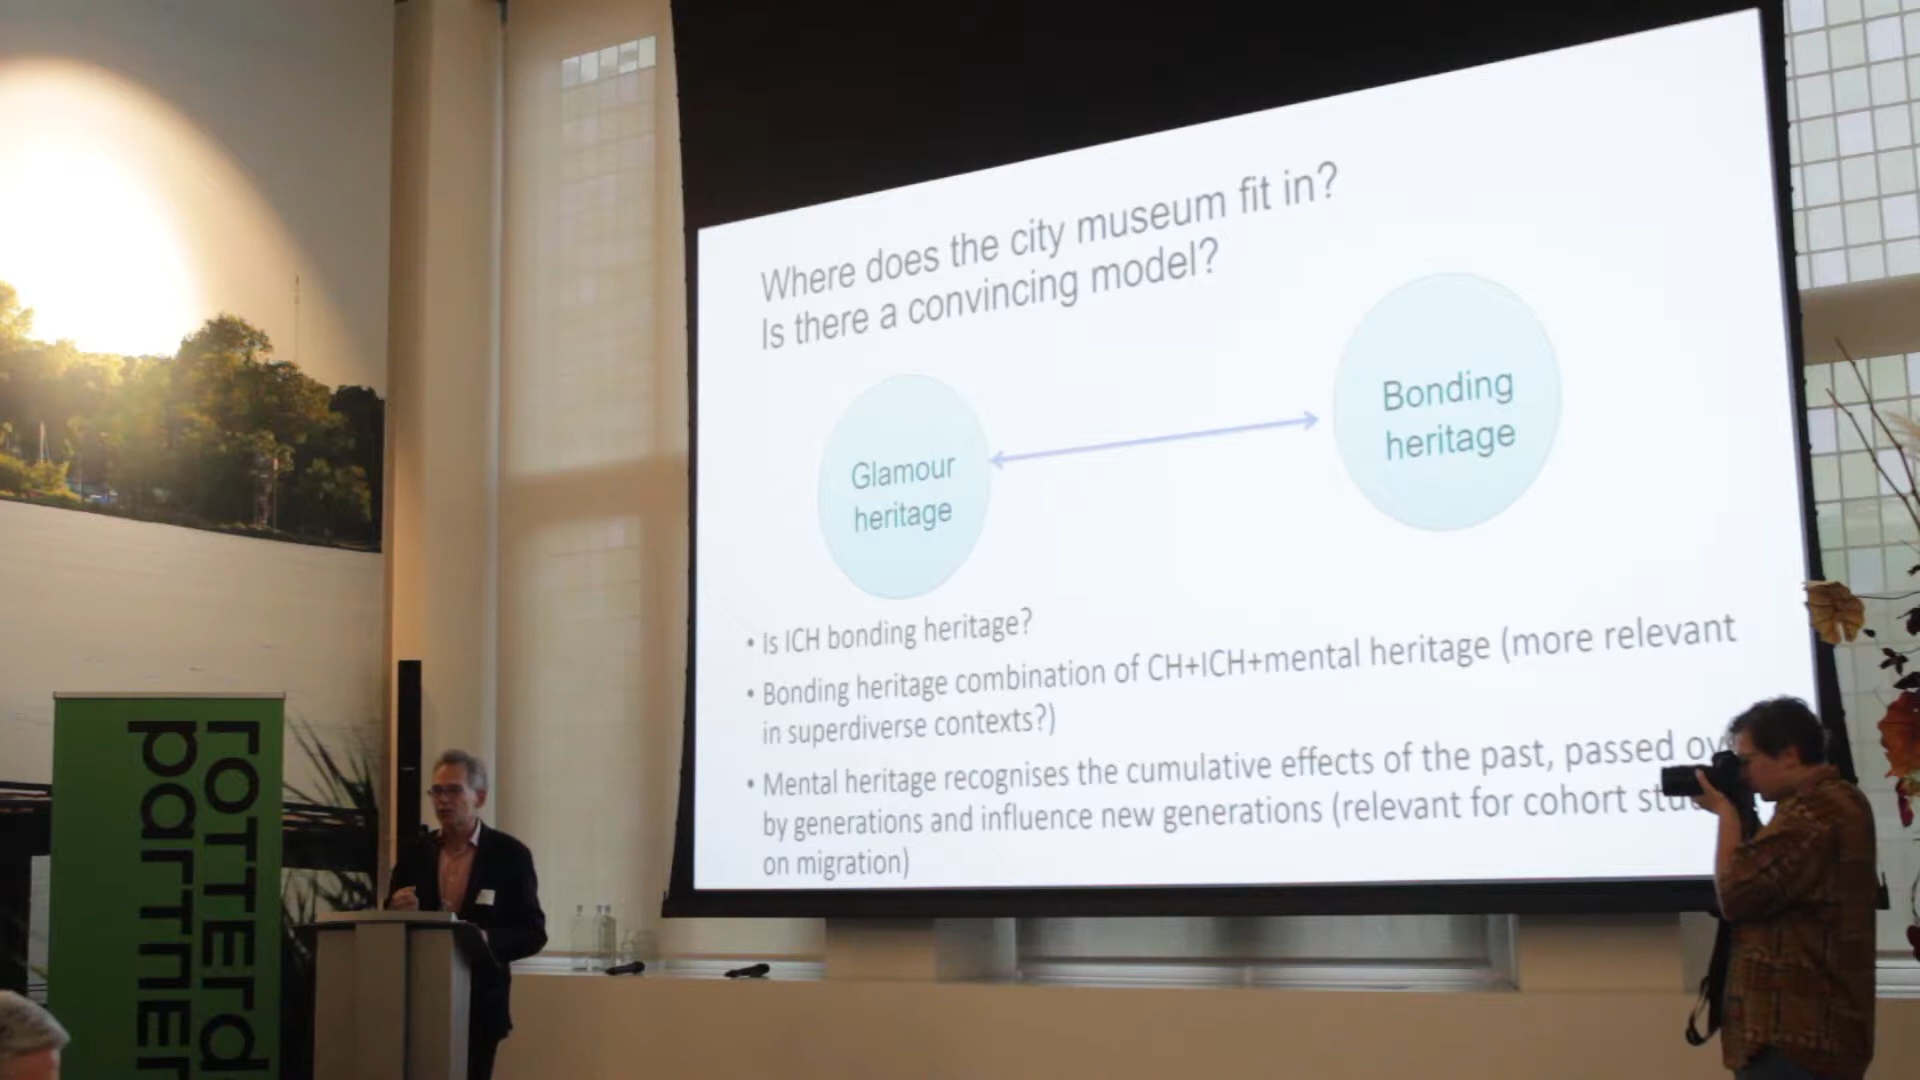 Where does the city museum fit in?
Is there a convincing model?
Glamour
heritage
Bonding
heritage
• Is ICH bonding heritage?
• Bonding heritage combination of CH+ICH+mental heritage (more relevant
in superdiverse contexts?)
• Mental heritage recognises the cumulative effects of the past, passed
by generations and influence new generations (relevant for cohort
on migration)
rotterd
partner